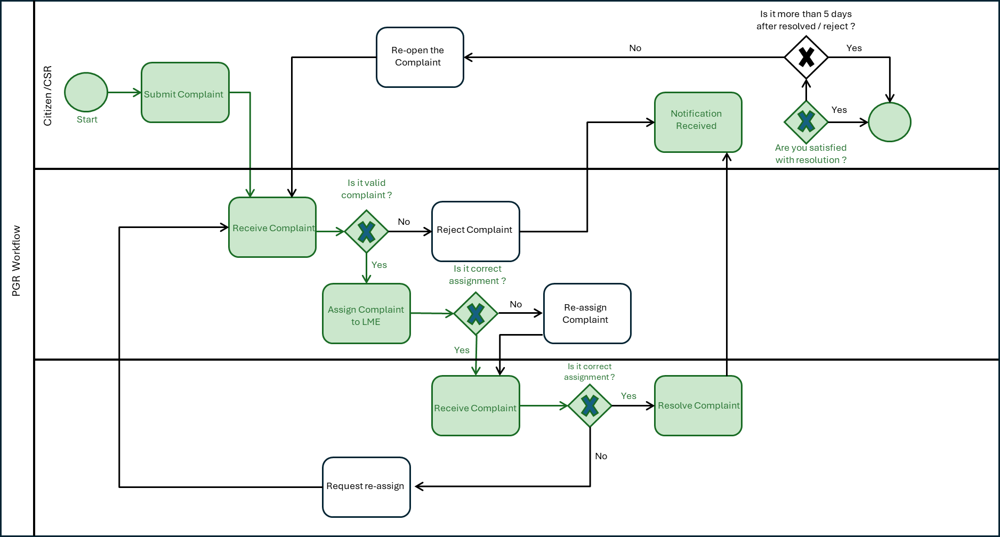 PGR Workflow
Citizen /CSR
Start
Submit Complaint
Re-open the
Complaint
No
Is it more than 5 days
after resolved / reject ?
Yes
Notification
Received
Yes
Are you satisfied
with resolution ?
Receive Complaint
Is it valid
complaint ?
No
Reject Complaint
Yes
Assign Complaint
to LME
Is it correct
assignment ?
No
Re-assign
Complaint
Yes
Receive Complaint
Is it correct
assignment ?
Yes
Resolve Complaint
No
Request re-assign